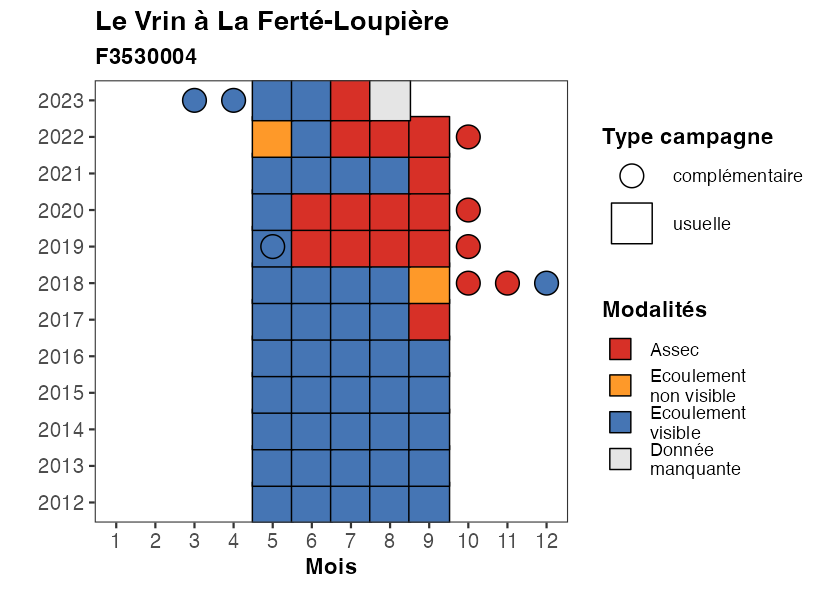 Le Vrin à La Ferté-Loupière
F3530004
2023
2022
2021
2020
2019
2018
2017
2016
2015
2014
2013
2012
1 2 3 4 5 6 7 8 9 10 11 12
Mois
Type campagne
complémentaire
usuelle
Modalités
Assec
Ecoulement
non visible
Ecoulement
visible
Donnée
manquante